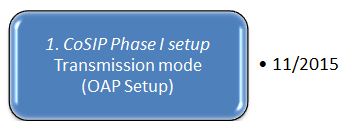 1. CoSIP Phase I setup
Transmission mode
(OAP Setup)
• 11/2015